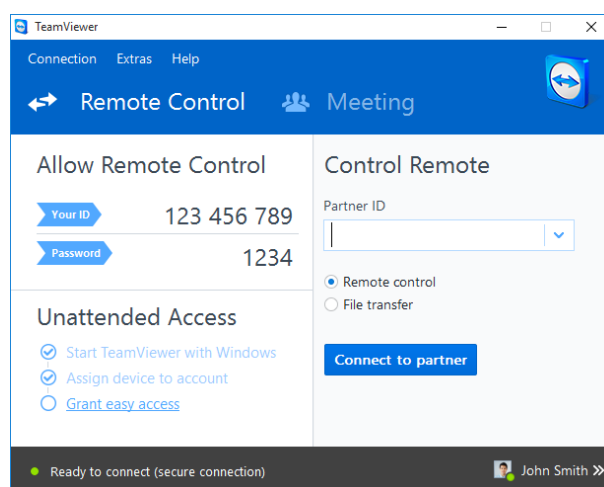 TeamViewer
Connection Extras Help
Remote Control Meeting
Allow Remote Control
Your ID 123 456 789
Password 1234
Unattended Access
Start TeamViewer with Windows
Assign device to account
Grant easy access
Control Remote
Partner ID
Remote control
File transfer
Connect to partner
Ready to connect (secure connection)
John Smith